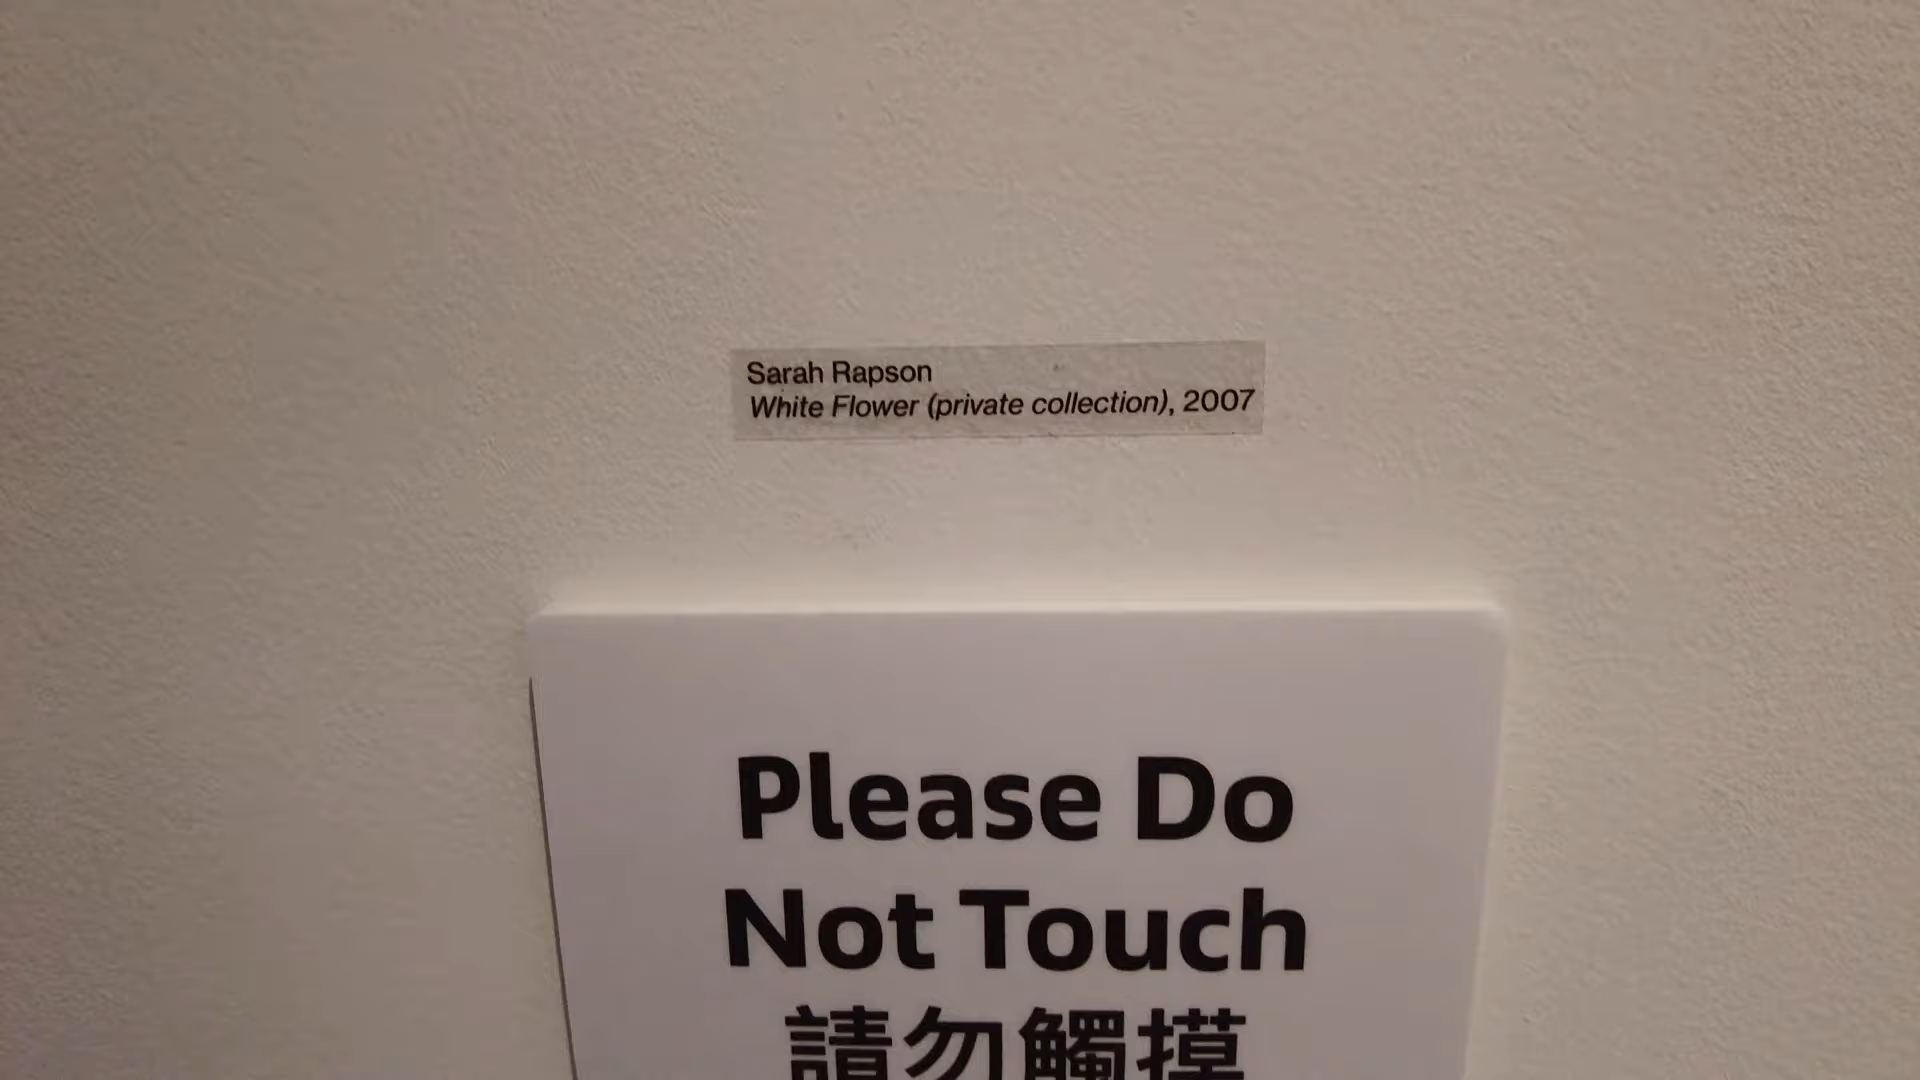 Sarah Rapson
White Flower (private collection), 2007
Please Do
Not Touch
請勿觸摸